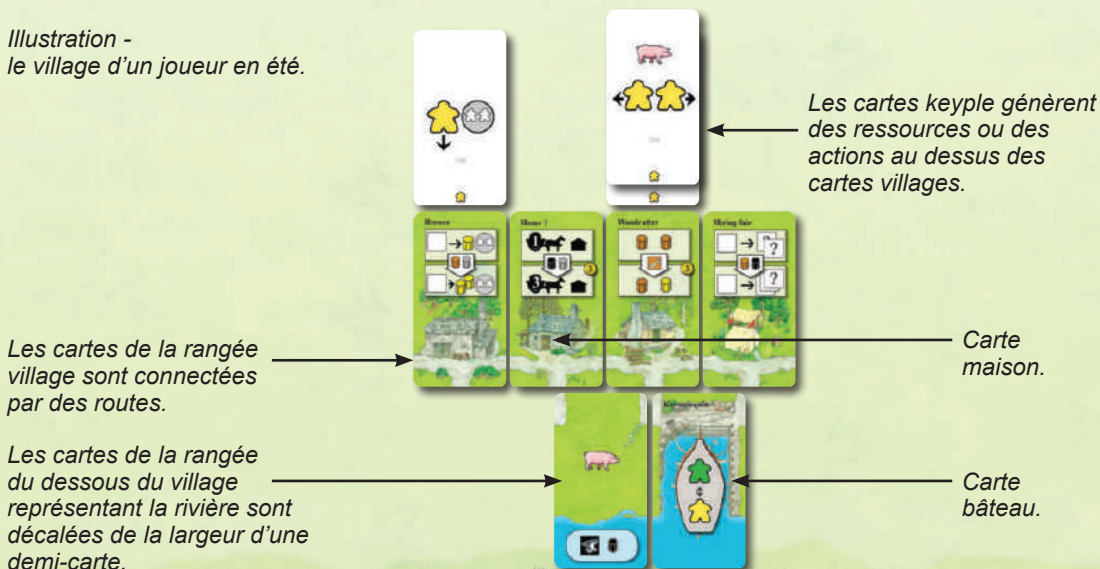 Illustration -
le village d'un joueur en été.
Les cartes keyple génèrent
des ressources ou des
actions au dessus des
cartes villages.
Brewer
House 1
Woodcutter
Hiring fair
3
3
?
?
Les cartes de la rangée
village sont connectées
par des routes.
Carte
maison.
Les cartes de la rangée
du dessous du village
représentant la rivière sont
décalées de la largeur d'une
demi-carte.
Carte
bâteau.